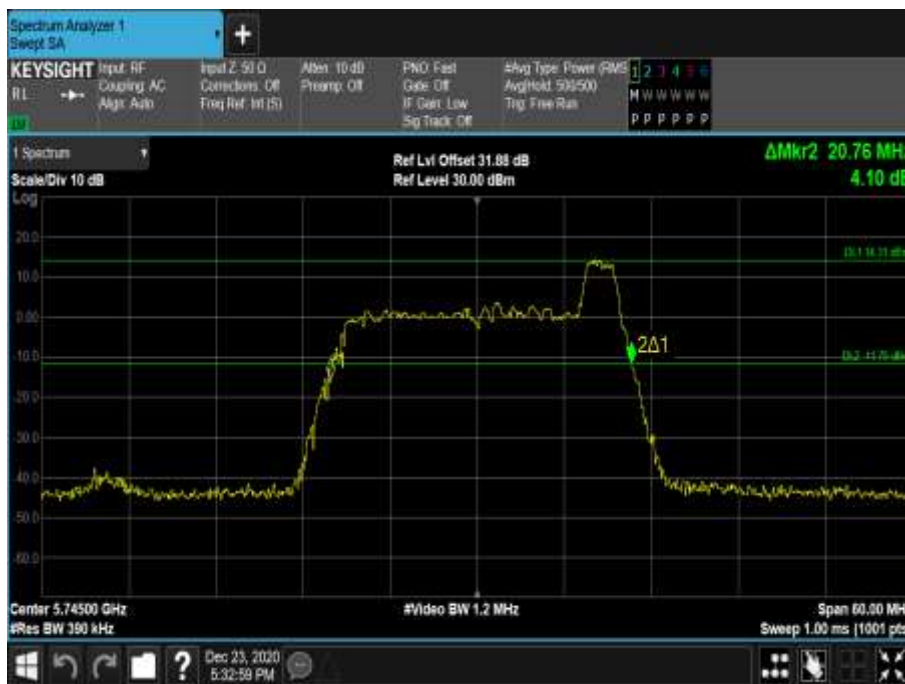 Spectrum Analyzer 1
Swept SA
+
KEYSIGHT
RL
Input: RF
Coupling: AC
Align: Auto
Input Z: 50 Ω
Corrections: Off
Freq Ref: Int (S)
Atten: 10 dB
Preamp: Off
PNO: Fast
Gate: Off
IF Gain: Low
Sig Track: Off
#Avg Type: Power (RMS
Avg|Hold: 500/500
Trig: Free Run
1 2 3 4 5 6
M W W W W W
P P P P P P
1 Spectrum
Scale/Div 10 dB
Log
Ref Lvl Offset 31.88 dB
Ref Level 30.00 dBm
ΔMkr2 20.76 MH
4.10 dB
20.0
10.0
0.00
-10.0
-20.0
-30.0
-40.0
-50.0
-60.0
2Δ1
Center 5.74500 GHz
#Res BW 390 kHz
#Video BW 1.2 MHz
Span 60.00 MH
Sweep 1.00 ms (1001 pts
?
Dec 23, 2020
5:32:59 PM